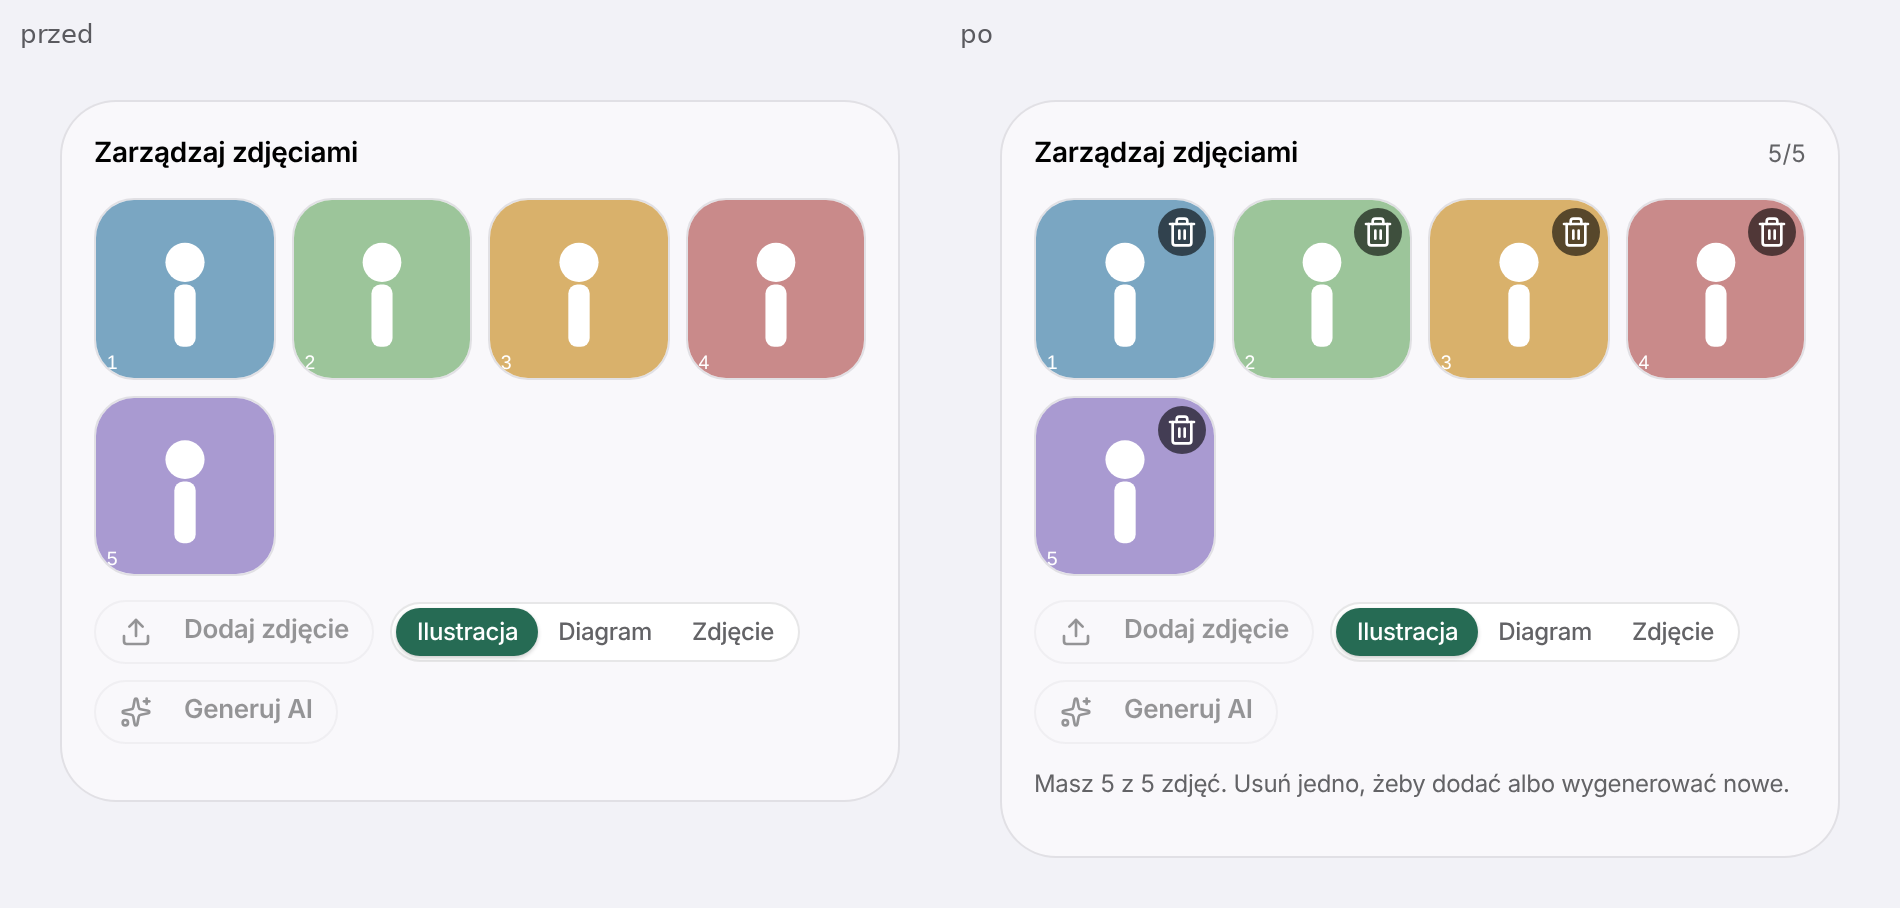 przed
Zarządzaj zdjęciami
1
2
3
4
5
Dodaj zdjęcie
Ilustracja
Diagram
Zdjęcie
Generuj AI
po
Zarządzaj zdjęciami
5/5
1
2
3
4
5
Dodaj zdjęcie
Ilustracja
Diagram
Zdjęcie
Generuj AI
Masz 5 z 5 zdjęć. Usuń jedno, żeby dodać albo wygenerować nowe.